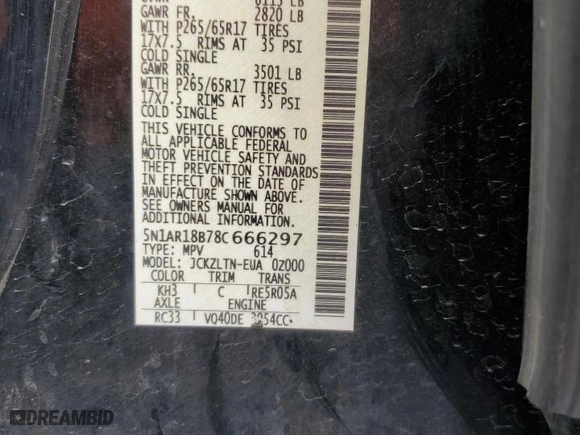 GAWR FR. 2820 LB
WITH P265/65R17 TIRES
17X7.5 RIMS AT 35 PSI
COLD SINGLE
GAWR RR. 3501 LB
WITH P265/65R17 TIRES
17X7.5 RIMS AT 35 PSI
COLD SINGLE
THIS VEHICLE CONFORMS TO
ALL APPLICABLE FEDERAL
MOTOR VEHICLE SAFETY AND
THEFT PREVENTION STANDARDS
IN EFFECT ON THE DATE OF
MANUFACTURE SHOWN ABOVE.
SEE OWNERS MANUAL FOR
ADDITIONAL INFORMATION.
5N1AR18B78C666297
TYPE: MPV 614
MODEL: JCKZLTN-EUA 0Z000
COLOR TRIM TRANS
KH3 C RE5R05A
AXLE ENGINE
RC33 VQ40DE 3954CC
DREAMBID